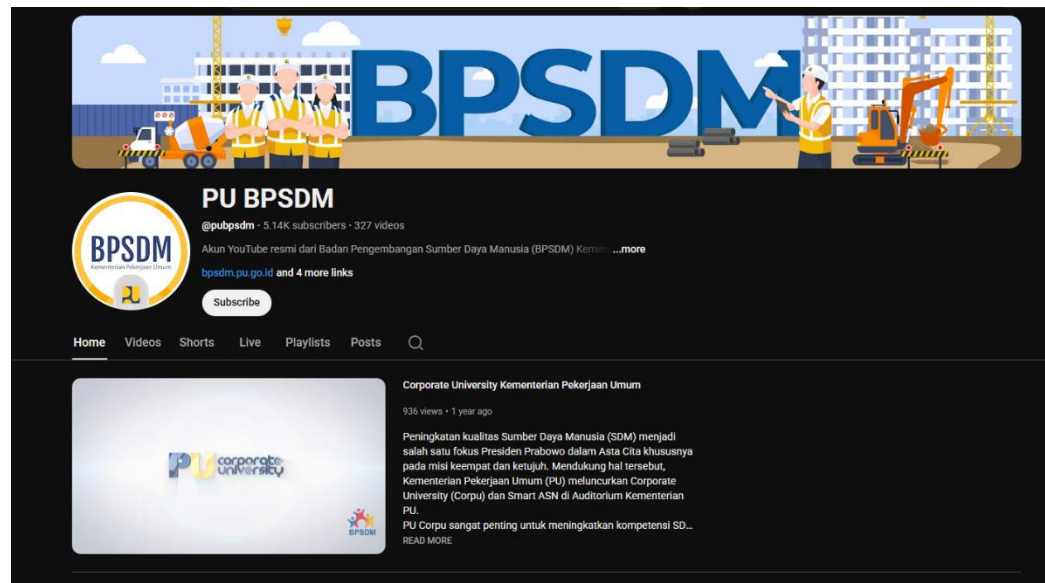 BPSDM
BPSDM
Kementerian Pekerjaan Umum
PU BPSDM
@pubpsdm · 5.14K subscribers · 327 videos
Akun YouTube resmi dari Badan Pengembangan Sumber Daya Manusia (BPSDM) Kemen ...more
bpsdm.pu.go.id and 4 more links
Subscribe
Home Videos Shorts Live Playlists Posts
PU corporate university
BPSDM
Corporate University Kementerian Pekerjaan Umum
936 views • 1 year ago
Peningkatan kualitas Sumber Daya Manusia (SDM) menjadi
salah satu fokus Presiden Prabowo dalam Asta Cita khususnya
pada misi keempat dan ketujuh. Mendukung hal tersebut,
Kementerian Pekerjaan Umum (PU) meluncurkan Corporate
University (Corpu) dan Smart ASN di Auditorium Kementerian
PU.
PU Corpu sangat penting untuk meningkatkan kompetensi SD...
READ MORE